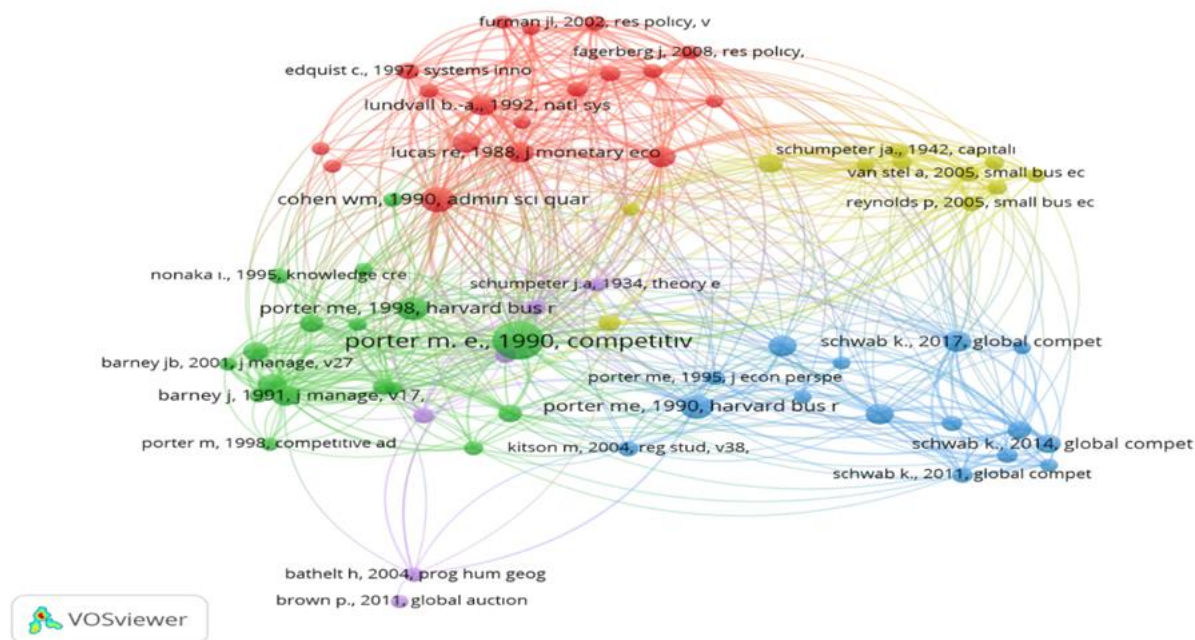 furman jl, 2002, res policy, v
fagerberg j, 2008, res policy,
edquist c., 1997, systems inno
lundvall b.-a., 1992, natl sys
lucas re, 1988, j monetary eco
schumpeter ja., 1942, capitali
van stel a, 2005, small bus ec
cohen wm, 1990, admin sci quar
reynolds p, 2005, small bus ec
nonaka ı., 1995, knowledge cre
schumpeter j.a, 1934, theory e
porter me, 1998, harvard bus r
porter m. e., 1990, competitiv
schwab k., 2017, global compet
barney jb, 2001, j manage, v27
porter me, 1995, j econ perspe
barney j, 1991, j manage, v17,
porter me, 1990, harvard bus r
porter m, 1998, competitive ad
kitson m, 2004, reg stud, v38,
schwab k., 2014, global compet
schwab k., 2011, global compet
bathelt h, 2004, prog hum geog
brown p., 2011, global auction
VOSviewer